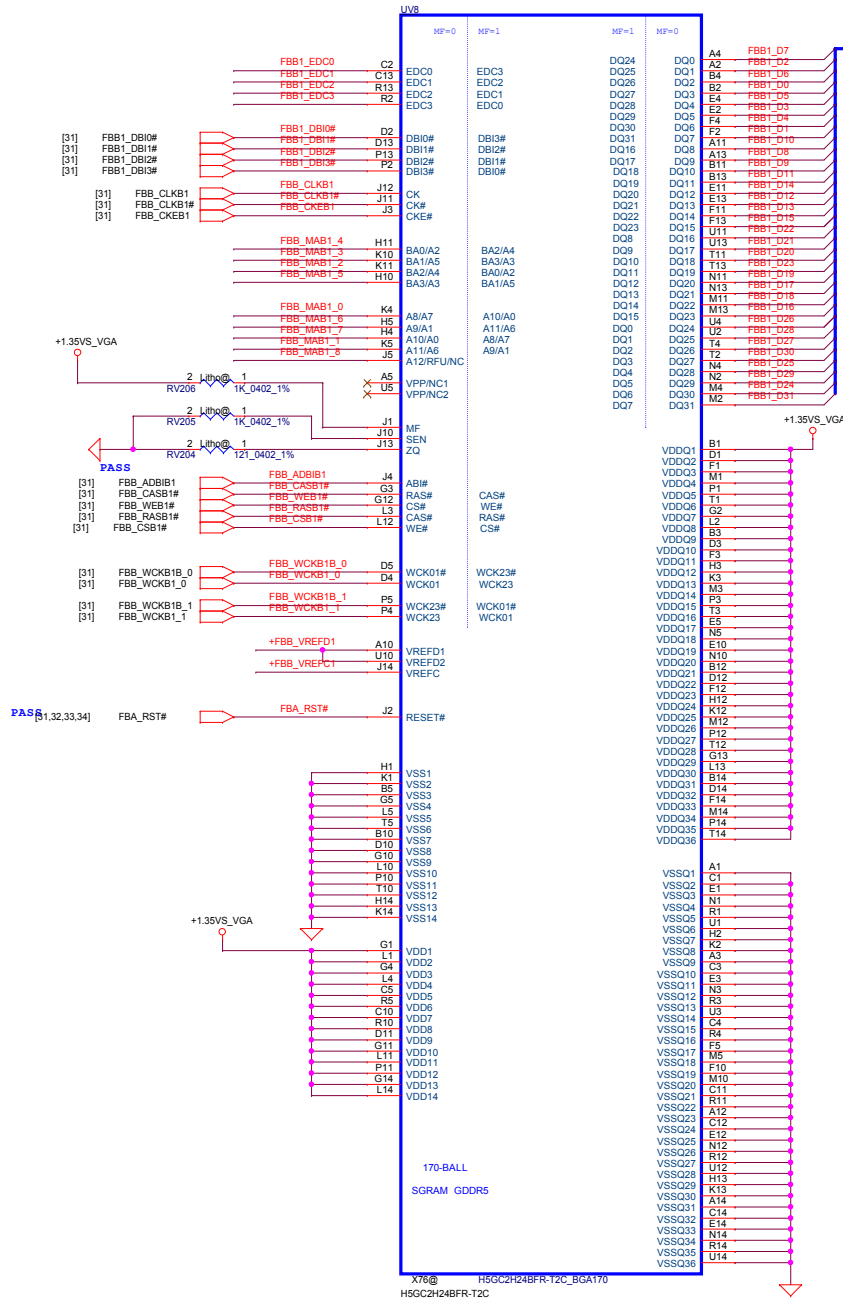 UV8
MF=0 MF=1
MF=1 MF=0
FBB1_EDC0 C2 EDC0 EDC3
FBB1_EDC1 C13 EDC1 EDC2
FBB1_EDC2 R13 EDC2 EDC1
FBB1_EDC3 R2 EDC3 EDC0
[31] FBB1_DBI0# FBB1_DBI0# D2 DBI0# DBI3#
[31] FBB1_DBI1# FBB1_DBI1# D13 DBI1# DBI2#
[31] FBB1_DBI2# FBB1_DBI2# P13 DBI2# DBI1#
[31] FBB1_DBI3# FBB1_DBI3# P2 DBI3# DBI0#
[31] FBB_CLKB1 FBB_CLKB1 J12 CK
[31] FBB_CLKB1# FBB_CLKB1# J11 CK#
[31] FBB_CKEB1 FBB_CKEB1 J3 CKE#
FBB_MAB1_4 H11 BA0/A2 BA2/A4
FBB_MAB1_3 K10 BA1/A5 BA3/A3
FBB_MAB1_2 K11 BA2/A4 BA0/A2
FBB_MAB1_5 H10 BA3/A3 BA1/A5
FBB_MAB1_0 K4 A8/A7 A10/A0
FBB_MAB1_6 H5 A9/A1 A11/A6
FBB_MAB1_7 H4 A10/A0 A8/A7
FBB_MAB1_1 K5 A11/A6 A9/A1
FBB_MAB1_8 J5 A12/RFU/NC
+1.35VS_VGA
A5 VPP/NC1
U5 VPP/NC2
2 Litho@ 1
RV206 1K_0402_1%
2 Litho@ 1
RV205 1K_0402_1%
2 Litho@ 1
RV204 121_0402_1%
PASS
J1 MF
J10 SEN
J13 ZQ
[31] FBB_ADBIB1 FBB_ADBIB1 J4 ABI#
[31] FBB_CASB1# FBB_CASB1# G3 RAS# CAS#
[31] FBB_WEB1# FBB_WEB1# G12 CS# WE#
[31] FBB_RASB1# FBB_RASB1# L3 CAS# RAS#
[31] FBB_CSB1# FBB_CSB1# L12 WE# CS#
[31] FBB_WCKB1B_0 FBB_WCKB1B_0 D5 WCK01# WCK23#
[31] FBB_WCKB1_0 FBB_WCKB1_0 D4 WCK01 WCK23
[31] FBB_WCKB1B_1 FBB_WCKB1B_1 P5 WCK23# WCK01#
[31] FBB_WCKB1_1 FBB_WCKB1_1 P4 WCK23 WCK01
+FBB_VREFD1 A10 VREFD1
U10 VREFD2
+FBB_VREFC1 J14 VREFC
PASS
[31,32,33,34] FBA_RST# FBA_RST# J2 RESET#
H1 VSS1
K1 VSS2
B5 VSS3
G5 VSS4
L5 VSS5
T5 VSS6
B10 VSS7
D10 VSS8
G10 VSS9
L10 VSS10
P10 VSS11
T10 VSS12
H14 VSS13
K14 VSS14
+1.35VS_VGA
G1 VDD1
L1 VDD2
G4 VDD3
L4 VDD4
C5 VDD5
R5 VDD6
C10 VDD7
R10 VDD8
D11 VDD9
G11 VDD10
L11 VDD11
P11 VDD12
G14 VDD13
L14 VDD14
DQ24 DQ0 A4 FBB1_D7
DQ25 DQ1 A2 FBB1_D2
DQ26 DQ2 B4 FBB1_D6
DQ27 DQ3 B2 FBB1_D0
DQ28 DQ4 E4 FBB1_D5
DQ29 DQ5 E2 FBB1_D3
DQ30 DQ6 F4 FBB1_D4
DQ31 DQ7 F2 FBB1_D1
DQ16 DQ8 A11 FBB1_D10
DQ17 DQ9 A13 FBB1_D8
DQ18 DQ10 B11 FBB1_D9
DQ19 DQ11 B13 FBB1_D11
DQ20 DQ12 E11 FBB1_D14
DQ21 DQ13 E13 FBB1_D12
DQ22 DQ14 F11 FBB1_D13
DQ23 DQ15 F13 FBB1_D15
DQ8 DQ16 U11 FBB1_D22
DQ9 DQ17 U13 FBB1_D21
DQ10 DQ18 T11 FBB1_D20
DQ11 DQ19 T13 FBB1_D23
DQ12 DQ20 N11 FBB1_D19
DQ13 DQ21 N13 FBB1_D17
DQ14 DQ22 M11 FBB1_D18
DQ15 DQ23 M13 FBB1_D16
DQ0 DQ24 U4 FBB1_D26
DQ1 DQ25 U2 FBB1_D28
DQ2 DQ26 T4 FBB1_D27
DQ3 DQ27 T2 FBB1_D30
DQ4 DQ28 N4 FBB1_D25
DQ5 DQ29 N2 FBB1_D29
DQ6 DQ30 M4 FBB1_D24
DQ7 DQ31 M2 FBB1_D31
+1.35VS_VGA
VDDQ1 B1
VDDQ2 D1
VDDQ3 F1
VDDQ4 M1
VDDQ5 P1
VDDQ6 T1
VDDQ7 G2
VDDQ8 L2
VDDQ9 B3
VDDQ10 D3
VDDQ11 F3
VDDQ12 H3
VDDQ13 K3
VDDQ14 M3
VDDQ15 P3
VDDQ16 T3
VDDQ17 E5
VDDQ18 N5
VDDQ19 E10
VDDQ20 N10
VDDQ21 B12
VDDQ22 D12
VDDQ23 F12
VDDQ24 H12
VDDQ25 K12
VDDQ26 M12
VDDQ27 P12
VDDQ28 T12
VDDQ29 G13
VDDQ30 L13
VDDQ31 B14
VDDQ32 D14
VDDQ33 F14
VDDQ34 M14
VDDQ35 P14
VDDQ36 T14
VSSQ1 A1
VSSQ2 C1
VSSQ3 E1
VSSQ4 N1
VSSQ5 R1
VSSQ6 U1
VSSQ7 H2
VSSQ8 K2
VSSQ9 A3
VSSQ10 C3
VSSQ11 E3
VSSQ12 N3
VSSQ13 R3
VSSQ14 U3
VSSQ15 C4
VSSQ16 R4
VSSQ17 F5
VSSQ18 M5
VSSQ19 F10
VSSQ20 M10
VSSQ21 C11
VSSQ22 R11
VSSQ23 A12
VSSQ24 C12
VSSQ25 E12
VSSQ26 N12
VSSQ27 R12
VSSQ28 U12
VSSQ29 H13
VSSQ30 K13
VSSQ31 A14
VSSQ32 C14
VSSQ33 E14
VSSQ34 N14
VSSQ35 R14
VSSQ36 U14
170-BALL
SGRAM GDDR5
X76@ H5GC2H24BFR-T2C_BGA170
H5GC2H24BFR-T2C